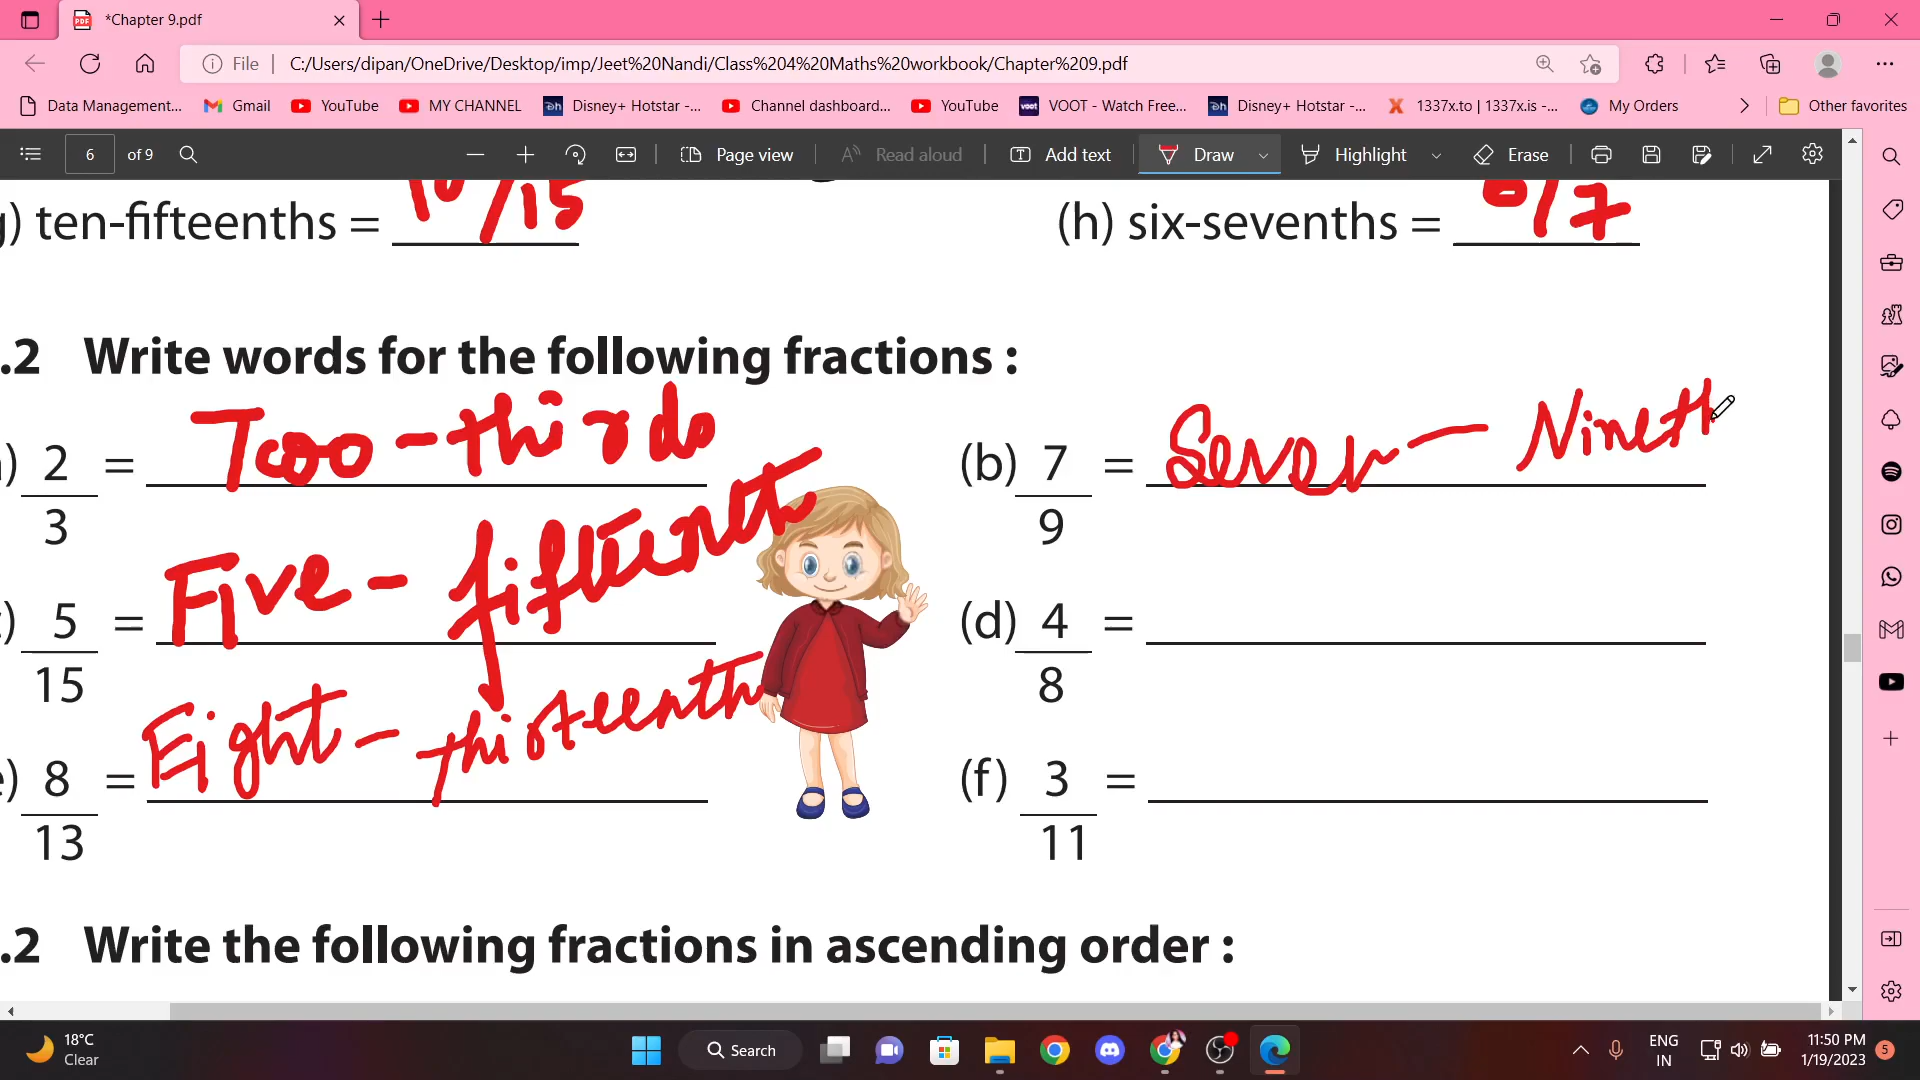 *Chapter 9.pdf
File
C:/Users/dipan/OneDrive/Desktop/imp/Jeet%20Nandi/Class%204%20Maths%20workbook/Chapter%209.pdf
Data Management... Gmail YouTube MY CHANNEL Disney+ Hotstar -... Channel dashboard... YouTube VOOT - Watch Free... Disney+ Hotstar -... 1337x.to | 1337x.is -... My Orders Other favorites
6 of 9 Page view Read aloud Add text Draw Highlight Erase
g) ten-fifteenths = 10/15 (h) six-sevenths = 6/7
.2 Write words for the following fractions :
) 2/3 = Two-thirds (b) 7/9 = Seven - Nineth
) 5/15 = Five - fifteenth (d) 4/8 =
) 8/13 = Eight - thirteenth (f) 3/11 =
.2 Write the following fractions in ascending order :
18°C
Clear
Search
ENG
IN
11:50 PM
1/19/2023
5